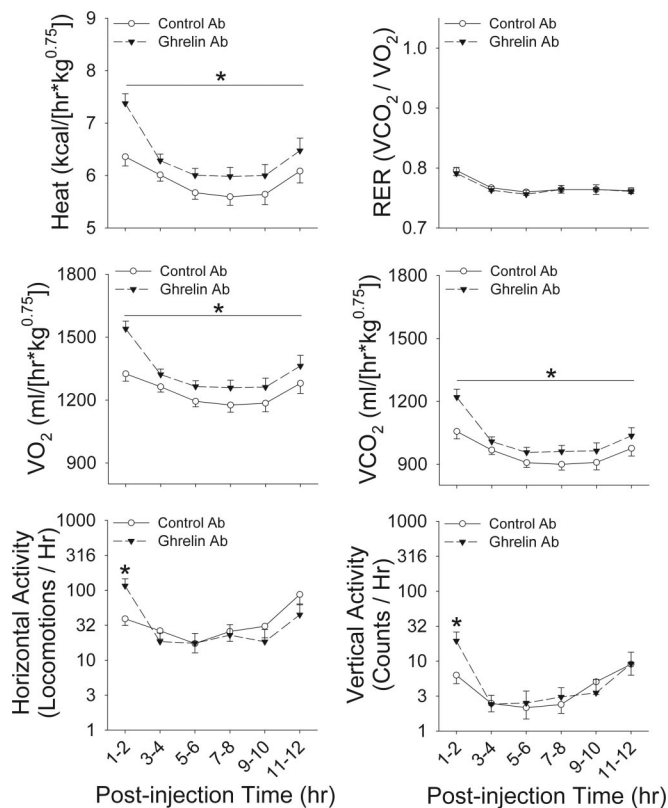 Heat (kcal/[hr*kg^0.75])
9
8
7
6
5
Control Ab
Ghrelin Ab
*
RER (VCO₂ / VO₂)
1.0
0.9
0.8
0.7
Control Ab
Ghrelin Ab
VO₂ (ml/[hr*kg^0.75])
1800
1500
1200
900
Control Ab
Ghrelin Ab
*
VCO₂ (ml/[hr*kg^0.75])
1800
1500
1200
900
Control Ab
Ghrelin Ab
*
Horizontal Activity
(Locomotions / Hr)
1000
316
100
32
10
3
1
Control Ab
Ghrelin Ab
*
1-2
3-4
5-6
7-8
9-10
11-12
Post-injection Time (hr)
Vertical Activity
(Counts / Hr)
1000
316
100
32
10
3
1
Control Ab
Ghrelin Ab
*
1-2
3-4
5-6
7-8
9-10
11-12
Post-injection Time (hr)